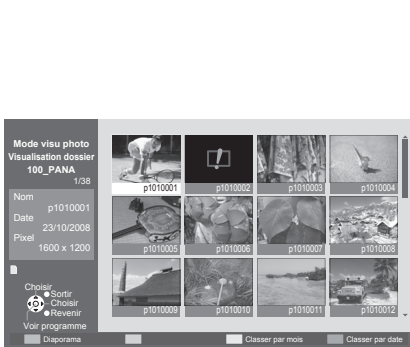 Mode visu photo
Visualisation dossier
100_PANA
1/38
Nom
p1010001
Date
23/10/2008
Pixel
1600 x 1200
Choisir
Sortir
Choisir
Revenir
Voir programme
p1010001 p1010002 p1010003 p1010004
p1010005 p1010006 p1010007 p1010008
p1010009 p1010010 p1010011 p1010012
Diaporama Classer par mois Classer par date